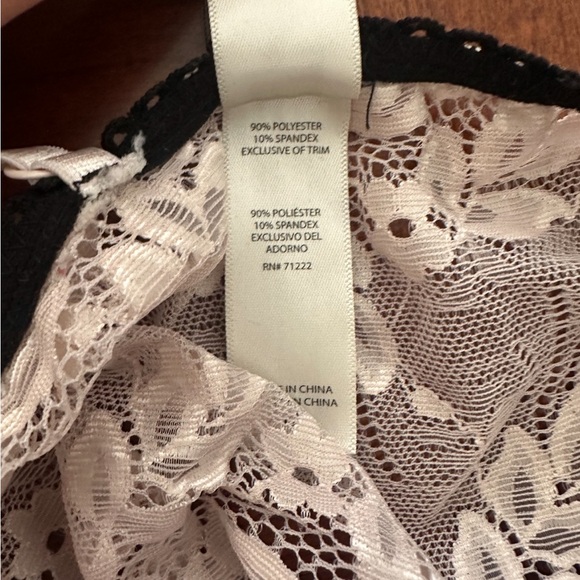 90% POLYESTER
10% SPANDEX
EXCLUSIVE OF TRIM
90% POLIÉSTER
10% SPANDEX
EXCLUSIVO DEL
ADORNO
RN# 71222
IN CHINA
IN CHINA